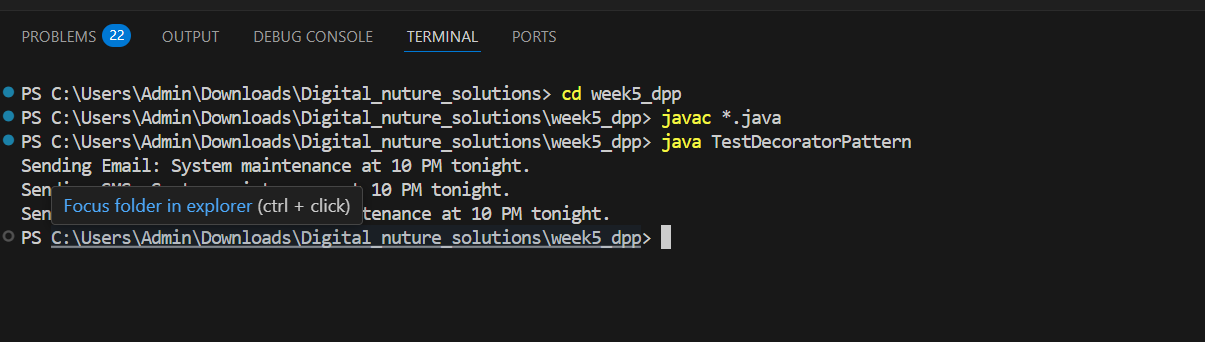 PROBLEMS 22 OUTPUT DEBUG CONSOLE TERMINAL PORTS
PS C:\Users\Admin\Downloads\Digital_nuture_solutions> cd week5_dpp
PS C:\Users\Admin\Downloads\Digital_nuture_solutions\week5_dpp> javac *.java
PS C:\Users\Admin\Downloads\Digital_nuture_solutions\week5_dpp> java TestDecoratorPattern
Sending Email: System maintenance at 10 PM tonight.
10 PM tonight.
Focus folder in explorer (ctrl + click)
at 10 PM tonight.
PS C:\Users\Admin\Downloads\Digital_nuture_solutions\week5_dpp>